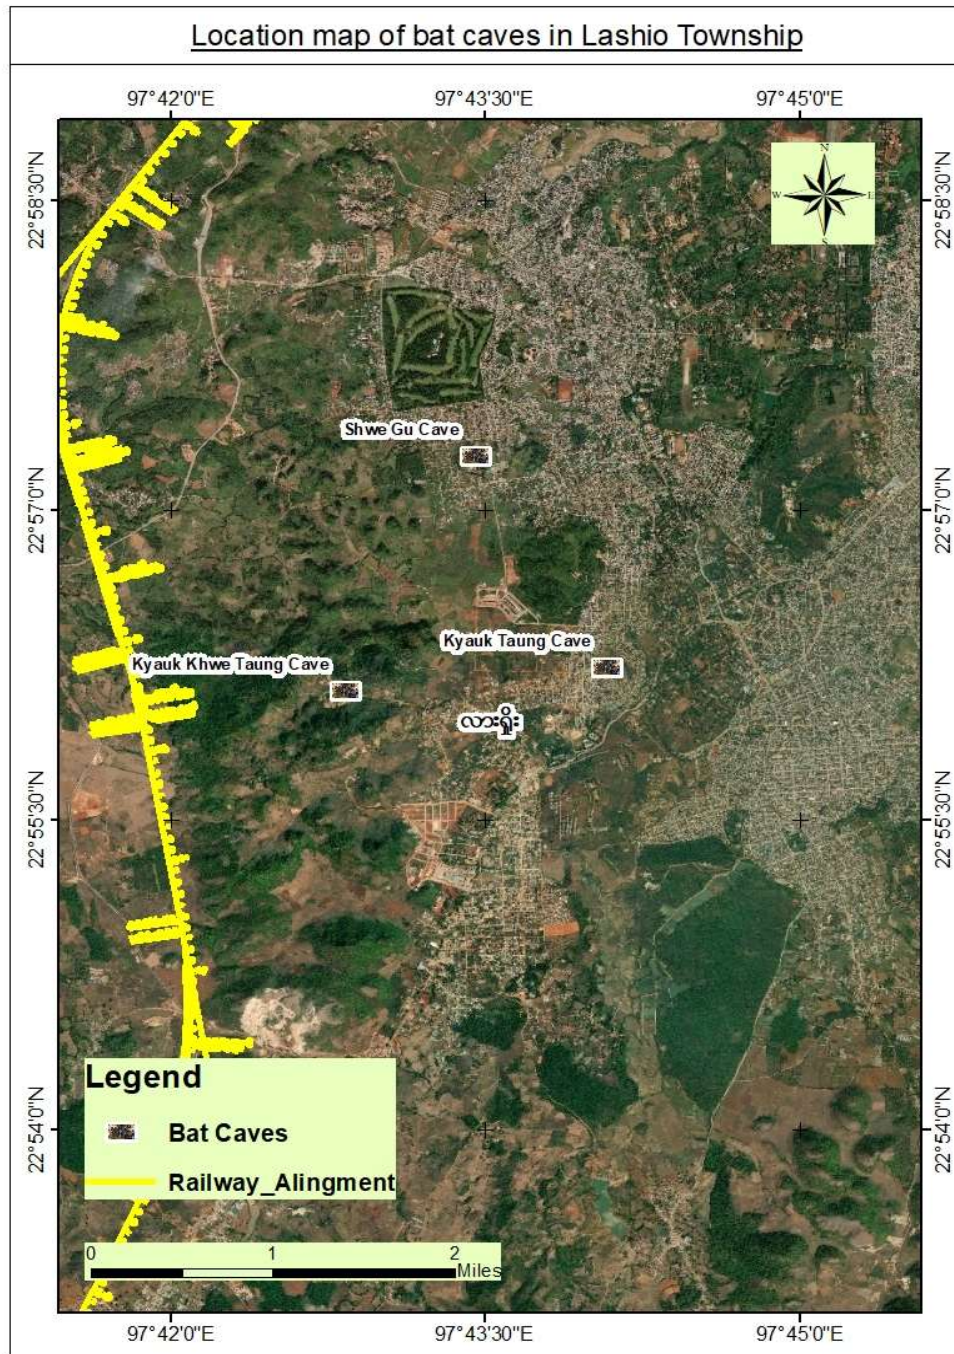 Location map of bat caves in Lashio Township
97°42'0"E 97°43'30"E 97°45'0"E
22°58'30"N 22°58'30"N
N
W E
S
Shwe Gu Cave
22°57'0"N 22°57'0"N
Kyauk Taung Cave
Kyauk Khwe Taung Cave
လားရှိုး
22°55'30"N 22°55'30"N
22°54'0"N 22°54'0"N
Legend
Bat Caves
Railway_Alingment
0 1 2
Miles
97°42'0"E 97°43'30"E 97°45'0"E